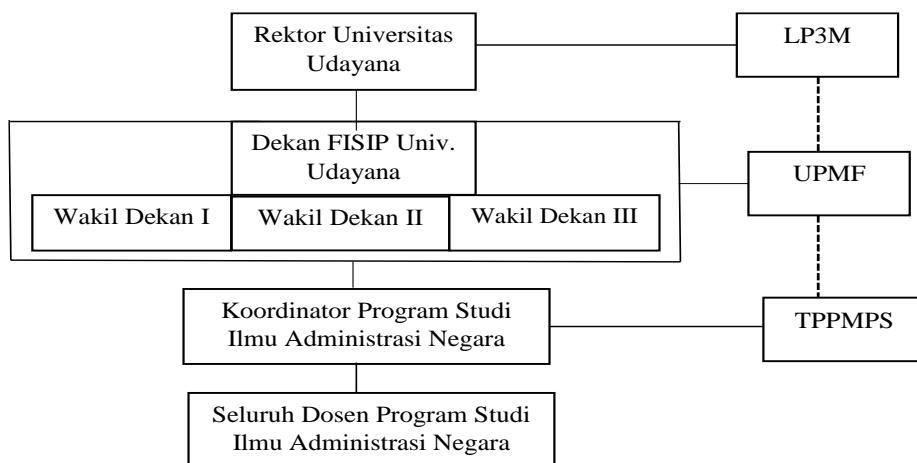 Rektor Universitas
Udayana
LP3M
Dekan FISIP Univ.
Udayana
UPMF
Wakil Dekan I
Wakil Dekan II
Wakil Dekan III
Koordinator Program Studi
Ilmu Administrasi Negara
TPPMPS
Seluruh Dosen Program Studi
Ilmu Administrasi Negara